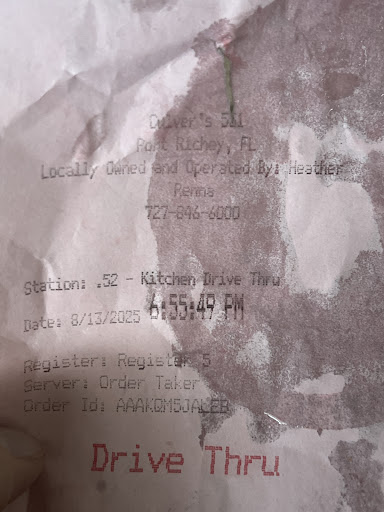 Culver's 511
Port Richey, FL
Locally Owned and Operated By: Heather
Renna
727-846-6000
Station: .52 - Kitchen Drive Thru
Date: 8/13/2025 6:55:49 PM
Register: Register 5
Server: Order Taker
Order Id: AAAKQM5JALEB
Drive Thru